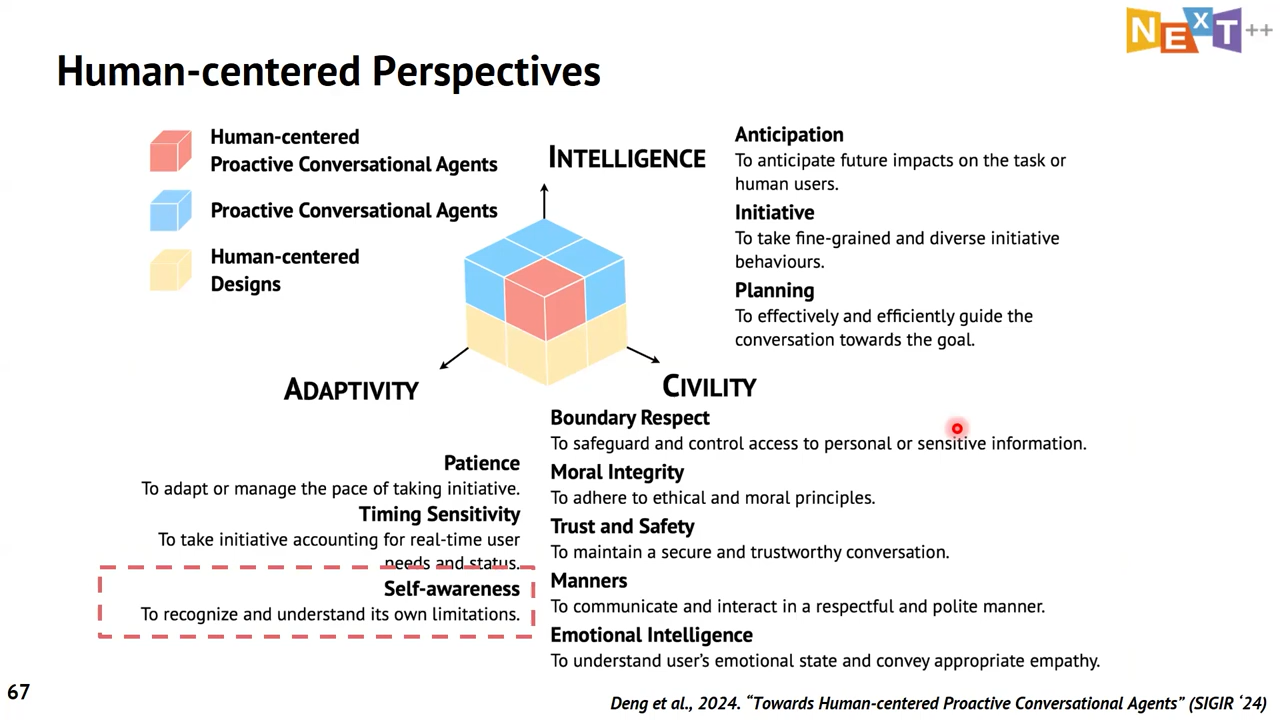 NExT++
Human-centered Perspectives
Human-centered
Proactive Conversational Agents
Proactive Conversational Agents
Human-centered
Designs
INTELLIGENCE
Anticipation
To anticipate future impacts on the task or
human users.
Initiative
To take fine-grained and diverse initiative
behaviours.
Planning
To effectively and efficiently guide the
conversation towards the goal.
ADAPTIVITY
Patience
To adapt or manage the pace of taking initiative.
Timing Sensitivity
To take initiative accounting for real-time user
needs and status.
Self-awareness
To recognize and understand its own limitations.
CIVILITY
Boundary Respect
To safeguard and control access to personal or sensitive information.
Moral Integrity
To adhere to ethical and moral principles.
Trust and Safety
To maintain a secure and trustworthy conversation.
Manners
To communicate and interact in a respectful and polite manner.
Emotional Intelligence
To understand user's emotional state and convey appropriate empathy.
67
Deng et al., 2024. “Towards Human-centered Proactive Conversational Agents” (SIGIR ‘24)